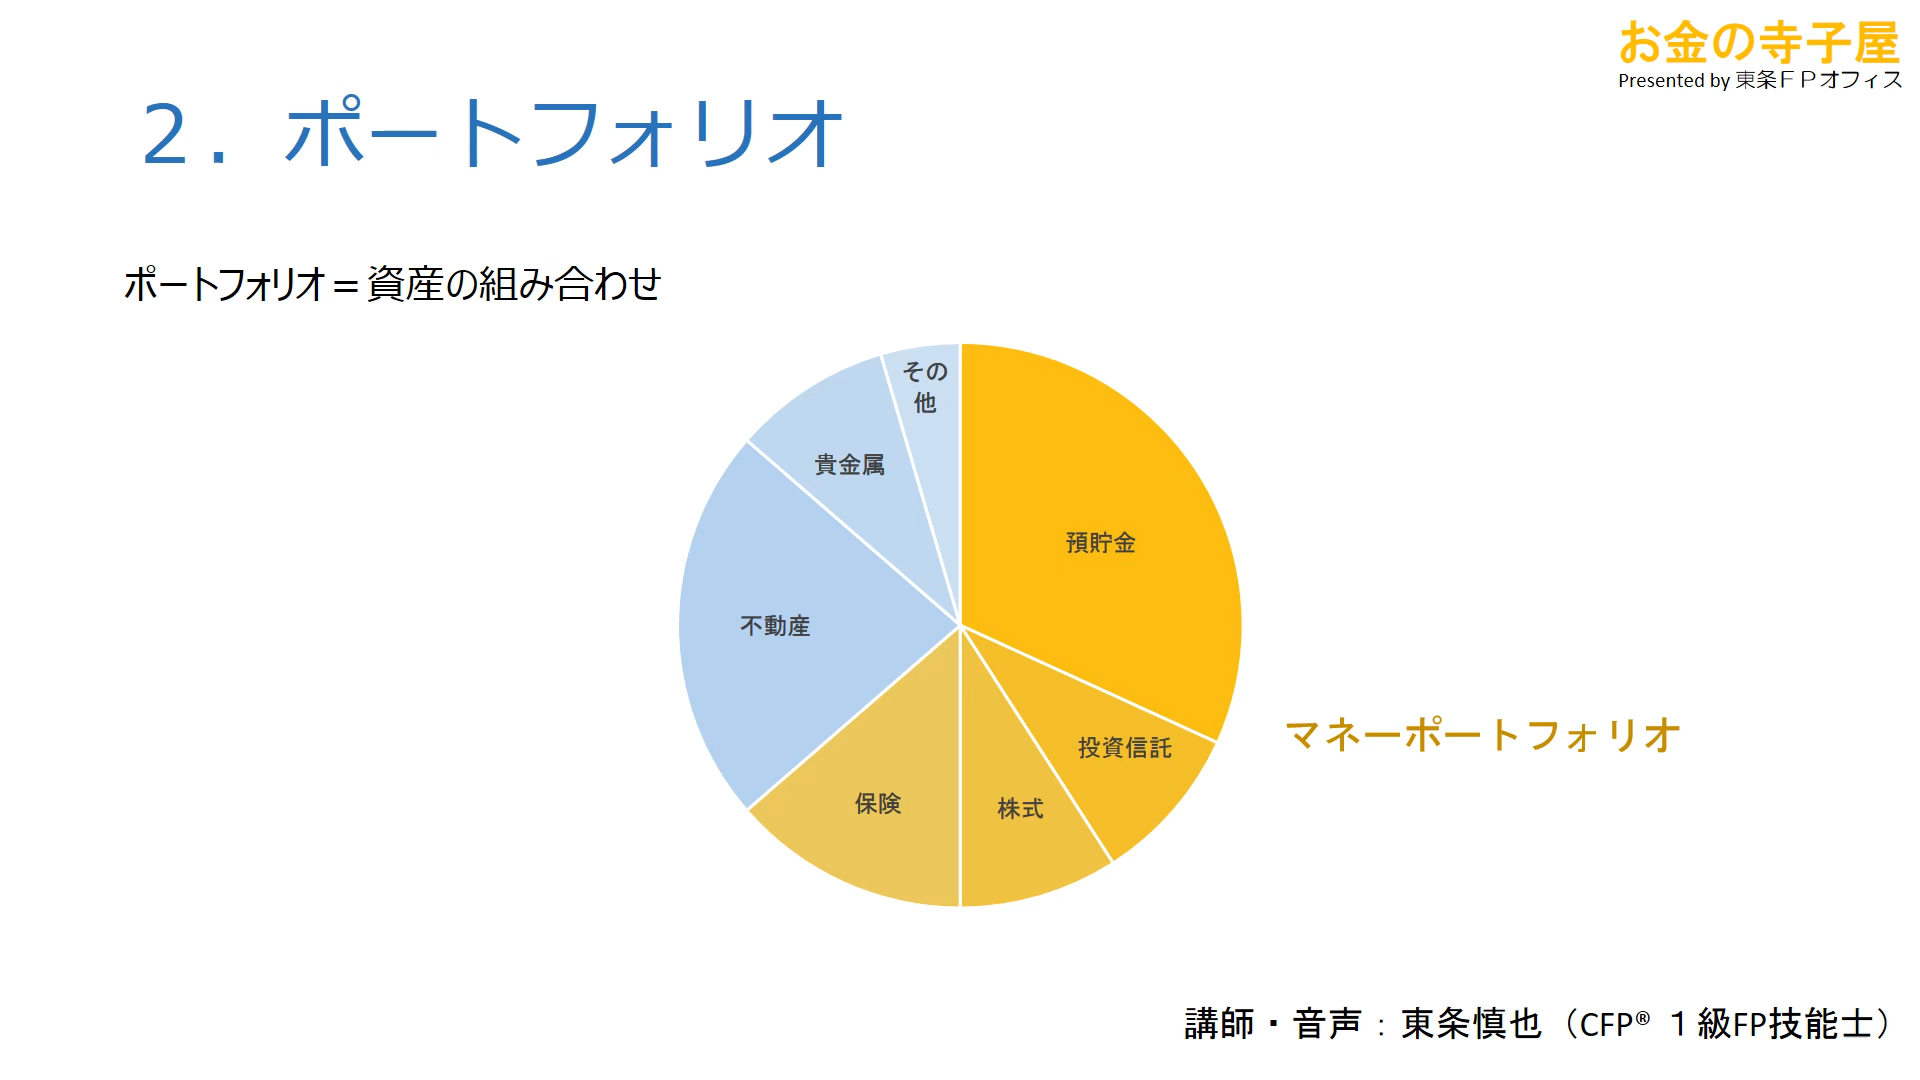 お金の寺子屋
Presented by 東条ＦＰオフィス
２．ポートフォリオ
ポートフォリオ＝資産の組み合わせ
その
他
貴金属
預貯金
不動産
投資信託
マネーポートフォリオ
保険
株式
講師・音声：東条慎也（CFP® １級FP技能士）